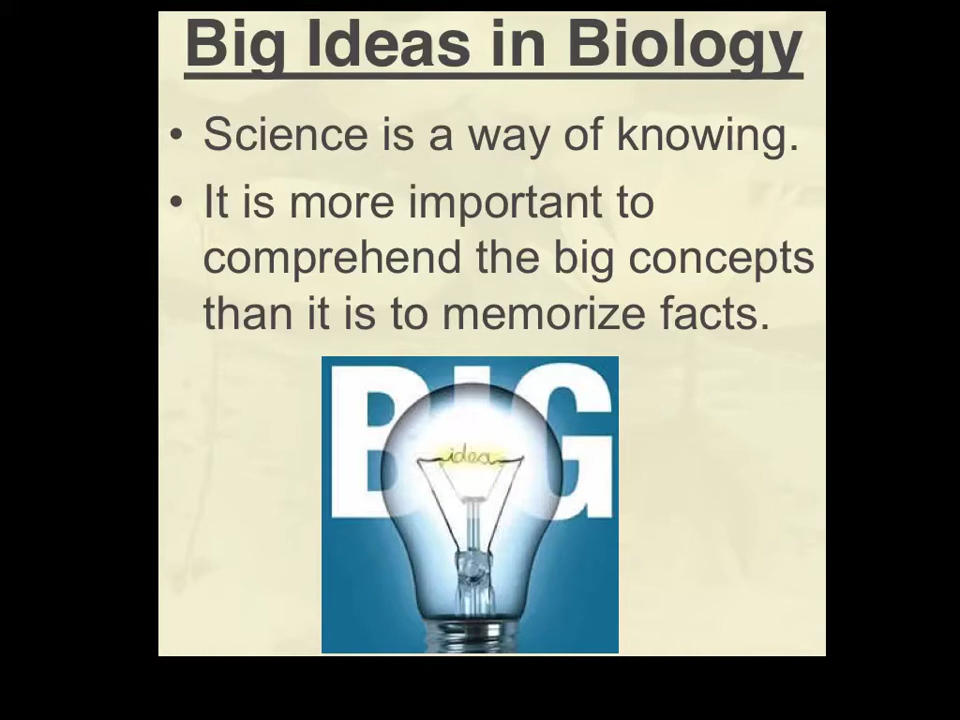 Big Ideas in Biology
• Science is a way of knowing.
• It is more important to
comprehend the big concepts
than it is to memorize facts.
BIG
idea